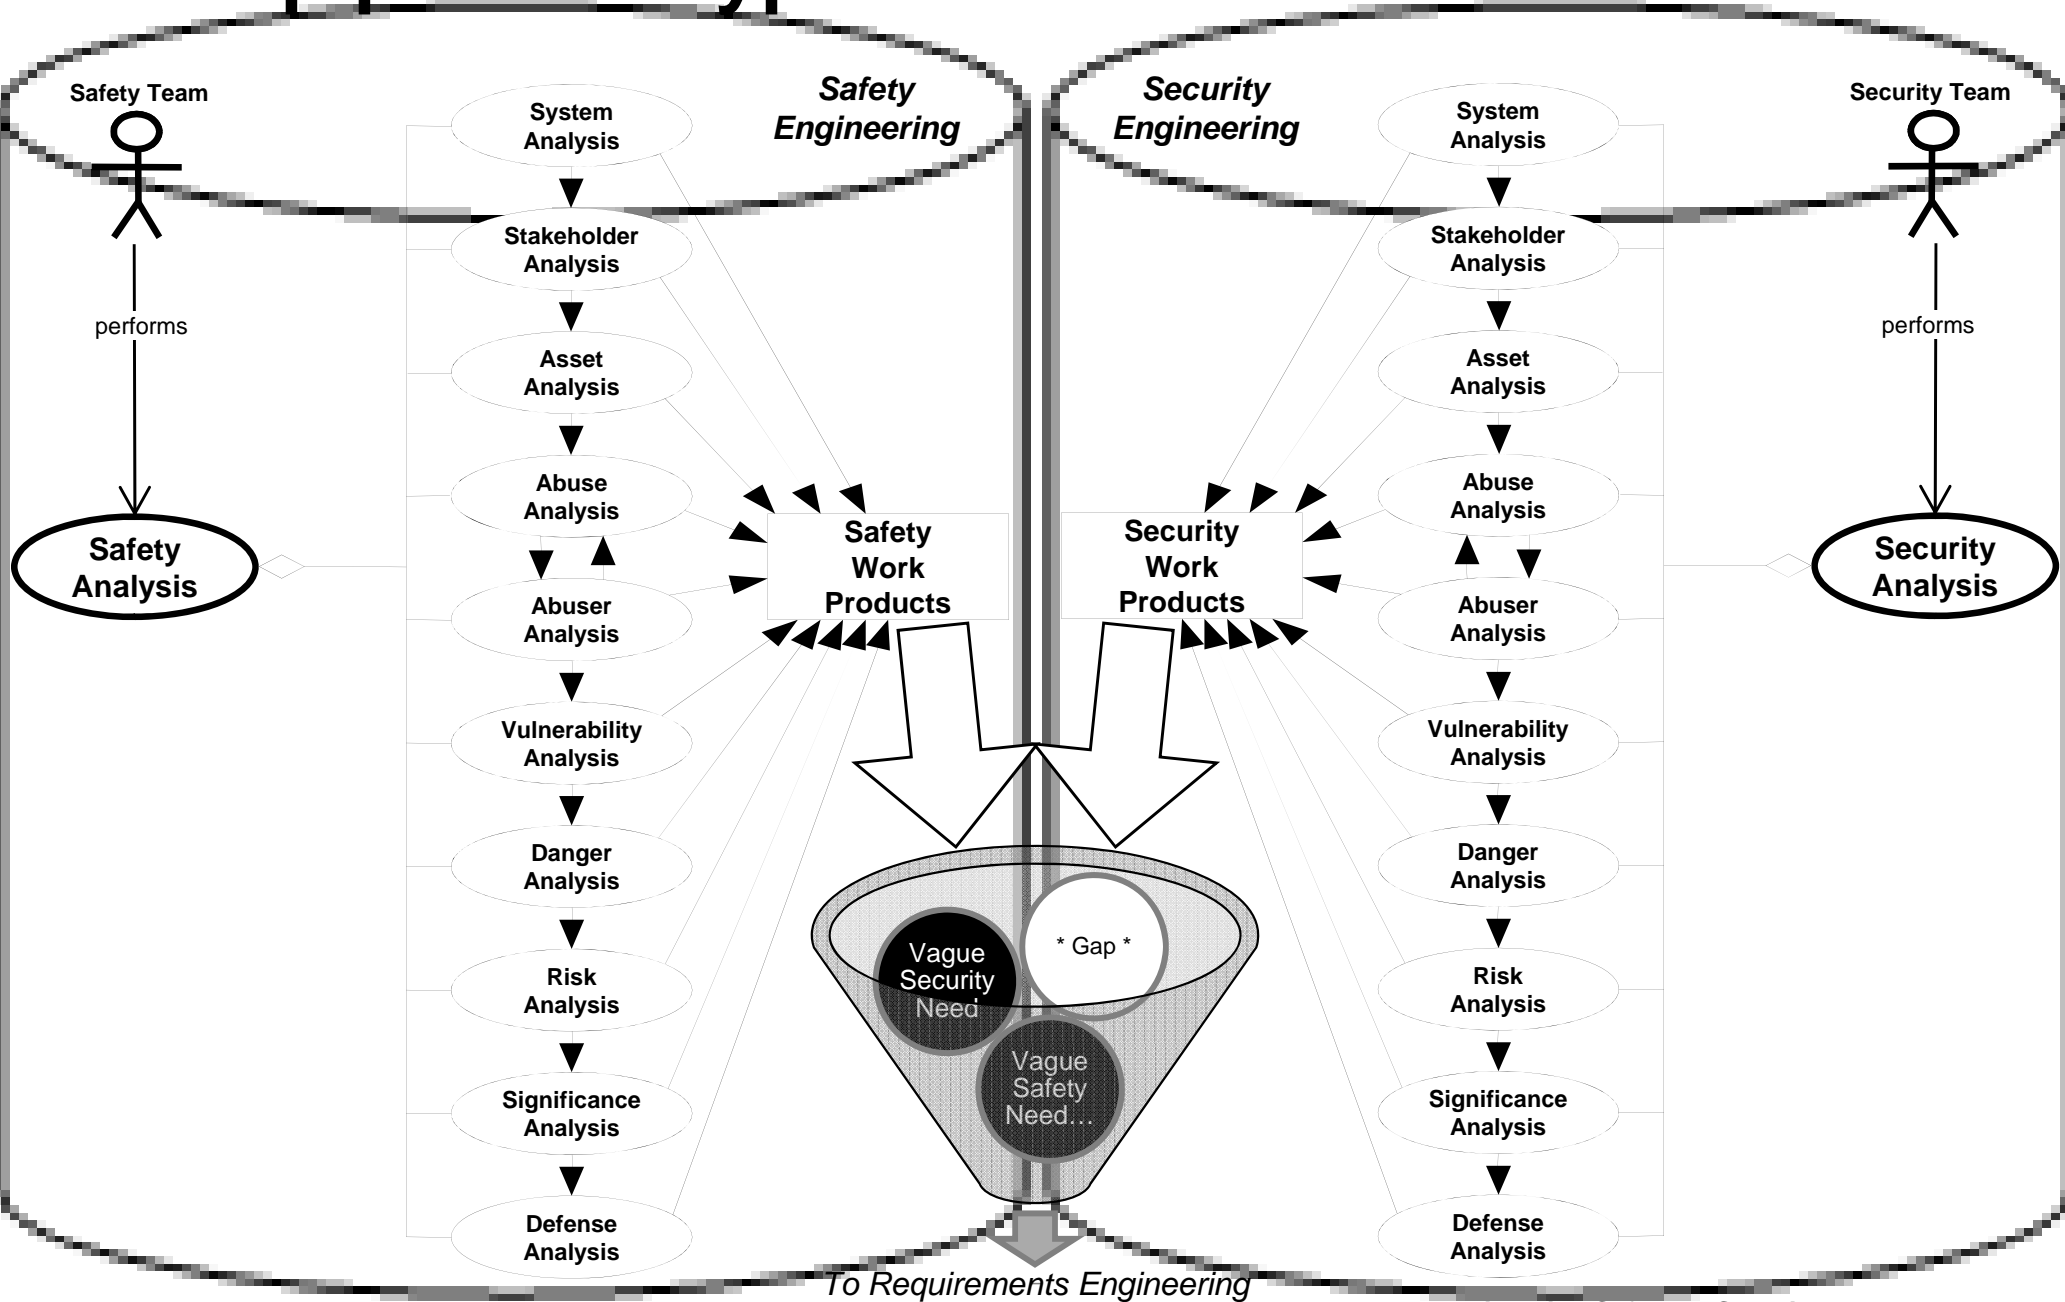 Safety Team
Safety
Engineering
Security
Engineering
Security Team
System
Analysis
Stakeholder
Analysis
Asset
Analysis
Abuse
Analysis
Abuser
Analysis
Vulnerability
Analysis
Danger
Analysis
Risk
Analysis
Significance
Analysis
Defense
Analysis
performs
Safety
Analysis
Safety
Work
Products
Security
Work
Products
System
Analysis
Stakeholder
Analysis
Asset
Analysis
Abuse
Analysis
Abuser
Analysis
Vulnerability
Analysis
Danger
Analysis
Risk
Analysis
Significance
Analysis
Defense
Analysis
performs
Security
Analysis
Vague
Security
Need
* Gap *
Vague
Safety
Need…
To Requirements Engineering